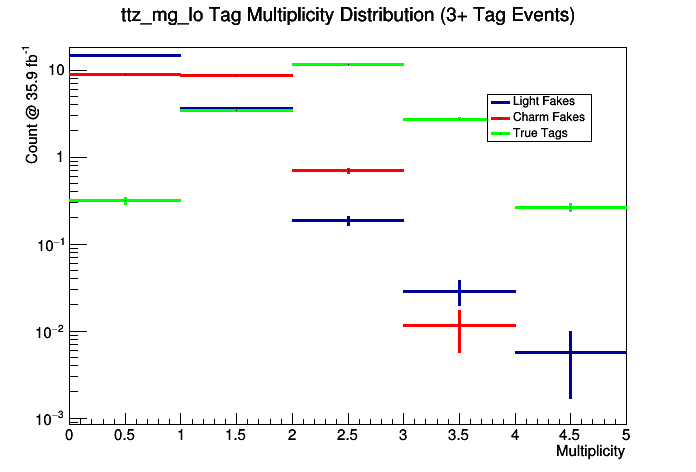 ttz_mg_lo Tag Multiplicity Distribution (3+ Tag Events)
Count @ 35.9 fb⁻¹
Light Fakes
Charm Fakes
True Tags
10
1
10⁻¹
10⁻²
10⁻³
0 0.5 1 1.5 2 2.5 3 3.5 4 4.5 5
Multiplicity